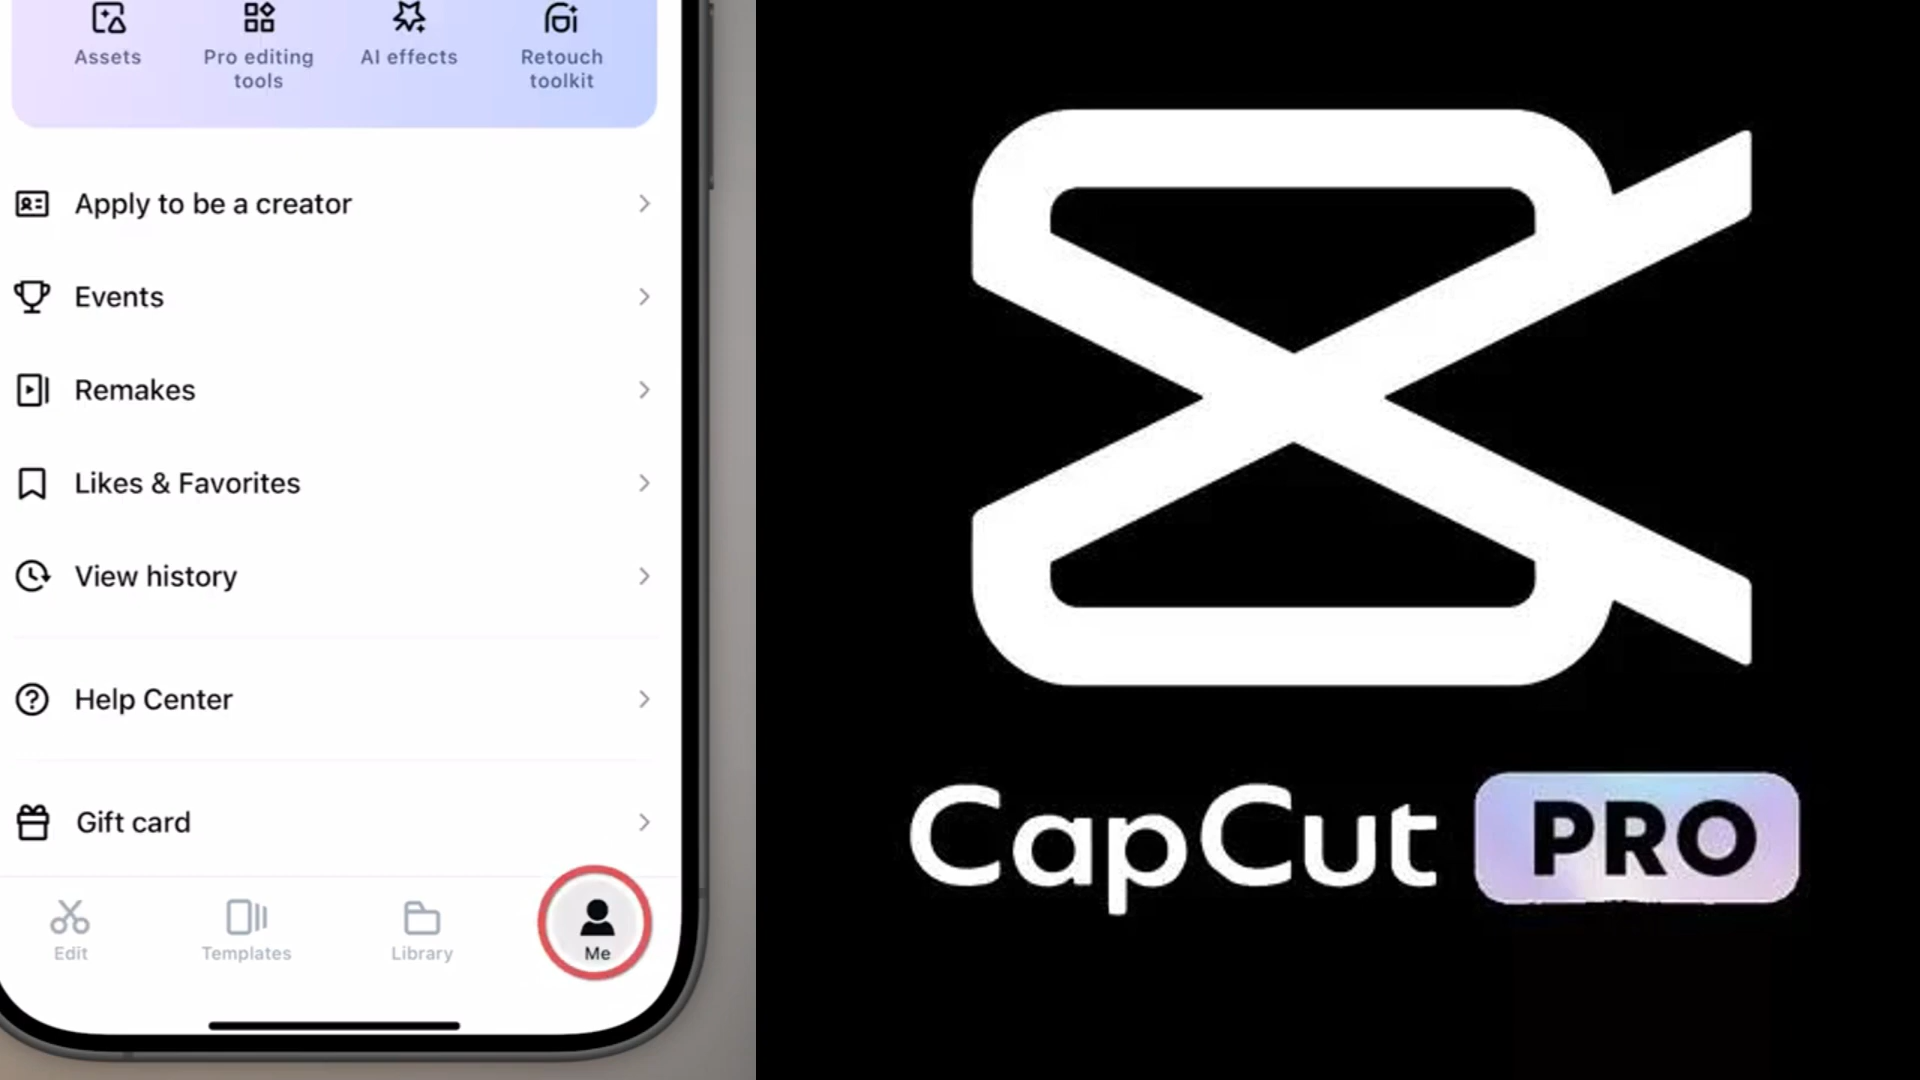 Assets
Pro editing
tools
AI effects
Retouch
toolkit
Apply to be a creator
Events
Remakes
Likes & Favorites
View history
Help Center
Gift card
Edit
Templates
Library
Me
CapCut PRO